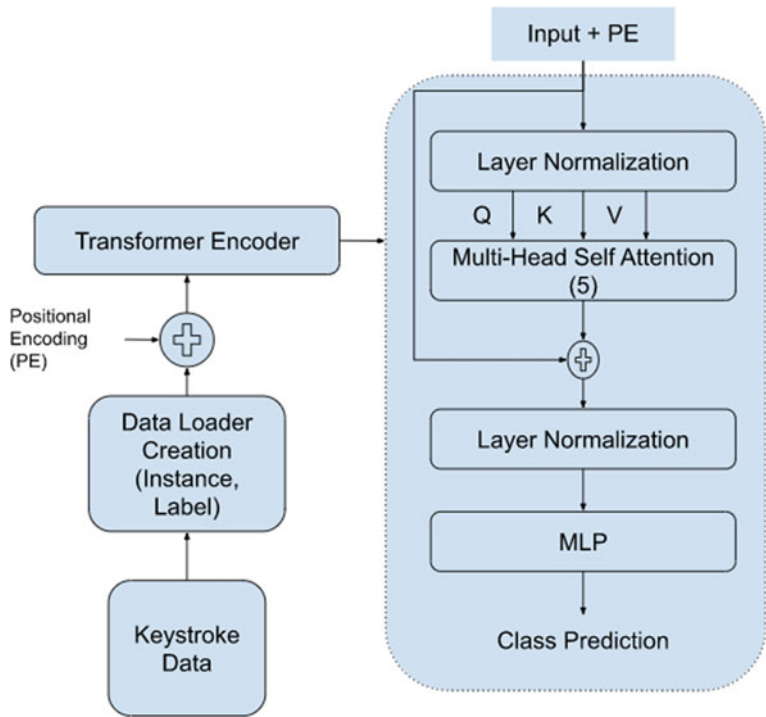 Input + PE
Layer Normalization
Q K V
Multi-Head Self Attention
(5)
Layer Normalization
MLP
Class Prediction
Transformer Encoder
Positional
Encoding
(PE)
Data Loader
Creation
(Instance,
Label)
Keystroke
Data